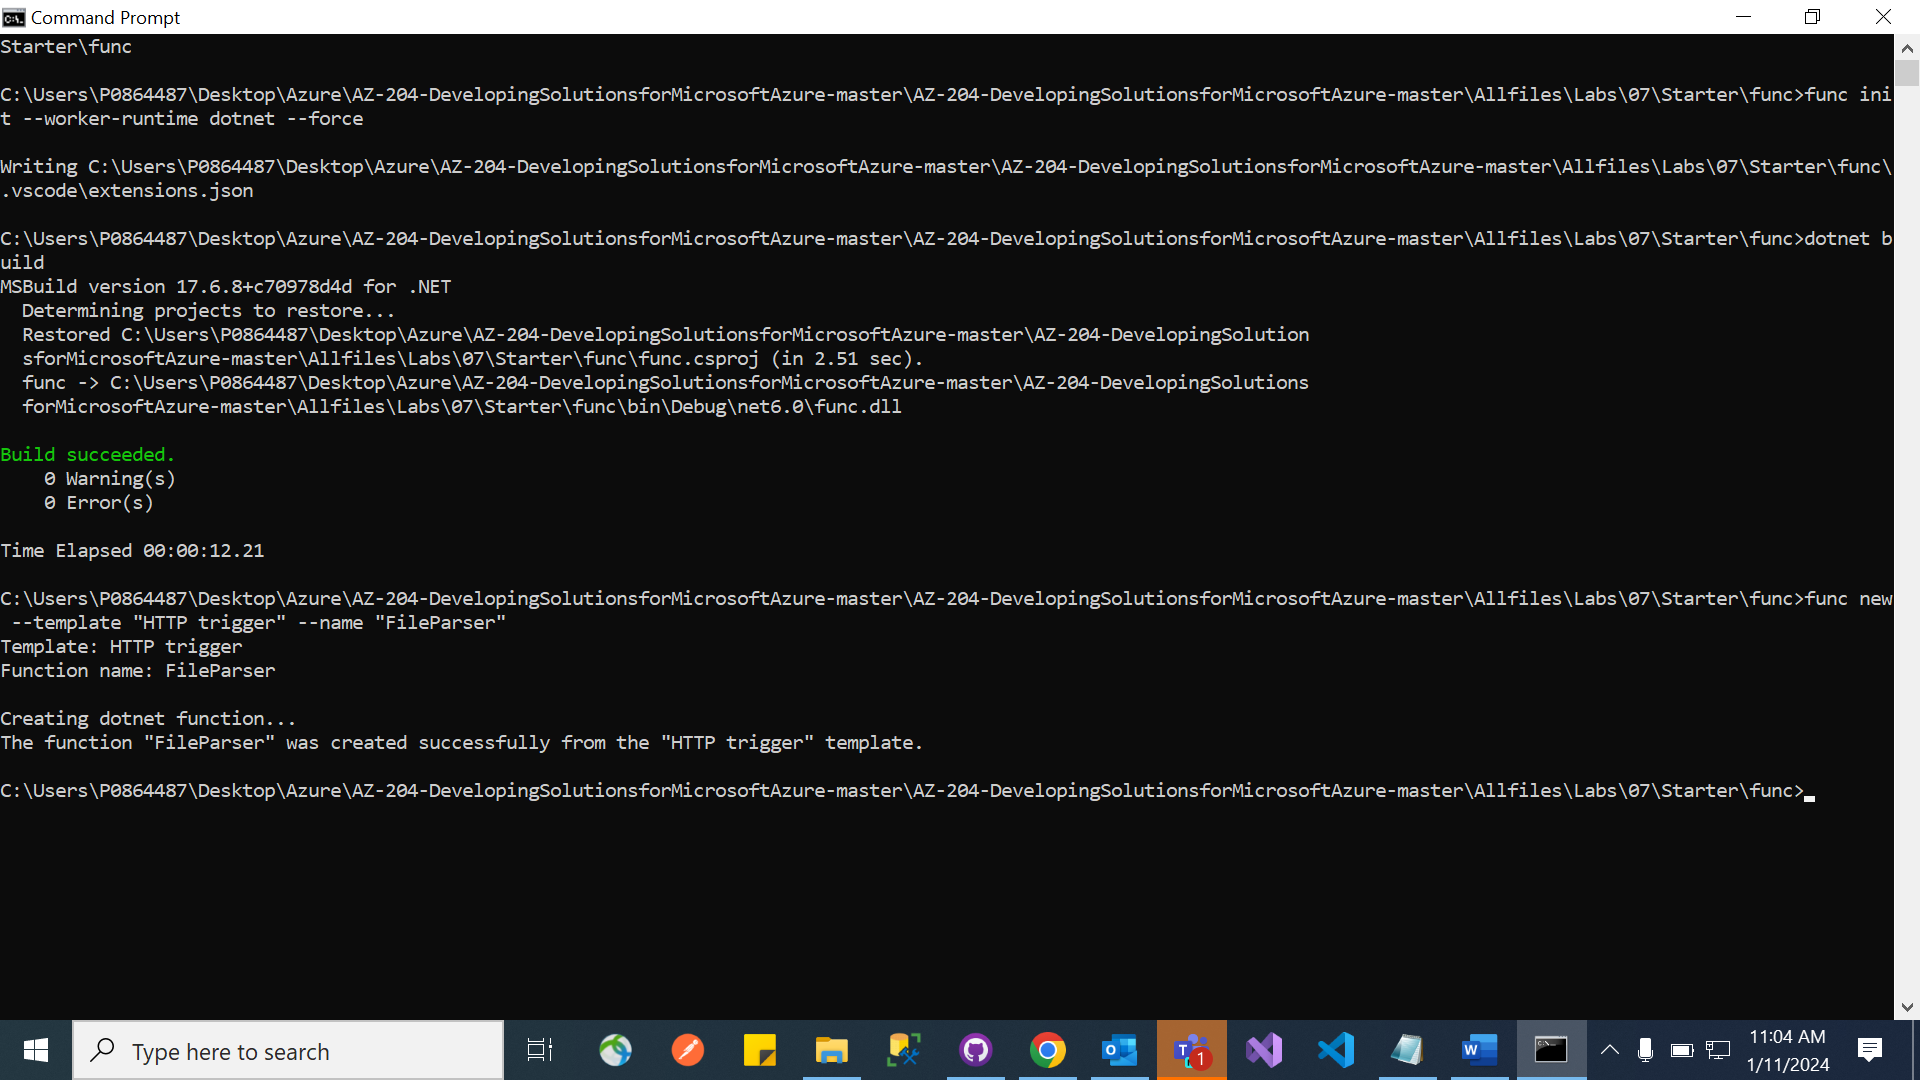 Command Prompt
Starter\func
C:\Users\P0864487\Desktop\Azure\AZ-204-DevelopingSolutionsforMicrosoftAzure-master\AZ-204-DevelopingSolutionsforMicrosoftAzure-master\Allfiles\Labs\07\Starter\func>func ini
t --worker-runtime dotnet --force
Writing C:\Users\P0864487\Desktop\Azure\AZ-204-DevelopingSolutionsforMicrosoftAzure-master\AZ-204-DevelopingSolutionsforMicrosoftAzure-master\Allfiles\Labs\07\Starter\func\
.vscode\extensions.json
C:\Users\P0864487\Desktop\Azure\AZ-204-DevelopingSolutionsforMicrosoftAzure-master\AZ-204-DevelopingSolutionsforMicrosoftAzure-master\Allfiles\Labs\07\Starter\func>dotnet b
uild
MSBuild version 17.6.8+c70978d4d for .NET
Determining projects to restore...
Restored C:\Users\P0864487\Desktop\Azure\AZ-204-DevelopingSolutionsforMicrosoftAzure-master\AZ-204-DevelopingSolution
sforMicrosoftAzure-master\Allfiles\Labs\07\Starter\func\func.csproj (in 2.51 sec).
func -> C:\Users\P0864487\Desktop\Azure\AZ-204-DevelopingSolutionsforMicrosoftAzure-master\AZ-204-DevelopingSolutions
forMicrosoftAzure-master\Allfiles\Labs\07\Starter\func\bin\Debug\net6.0\func.dll
Build succeeded.
0 Warning(s)
0 Error(s)
Time Elapsed 00:00:12.21
C:\Users\P0864487\Desktop\Azure\AZ-204-DevelopingSolutionsforMicrosoftAzure-master\AZ-204-DevelopingSolutionsforMicrosoftAzure-master\Allfiles\Labs\07\Starter\func>func new
--template "HTTP trigger" --name "FileParser"
Template: HTTP trigger
Function name: FileParser
Creating dotnet function...
The function "FileParser" was created successfully from the "HTTP trigger" template.
C:\Users\P0864487\Desktop\Azure\AZ-204-DevelopingSolutionsforMicrosoftAzure-master\AZ-204-DevelopingSolutionsforMicrosoftAzure-master\Allfiles\Labs\07\Starter\func>
Type here to search
1
11:04 AM
1/11/2024